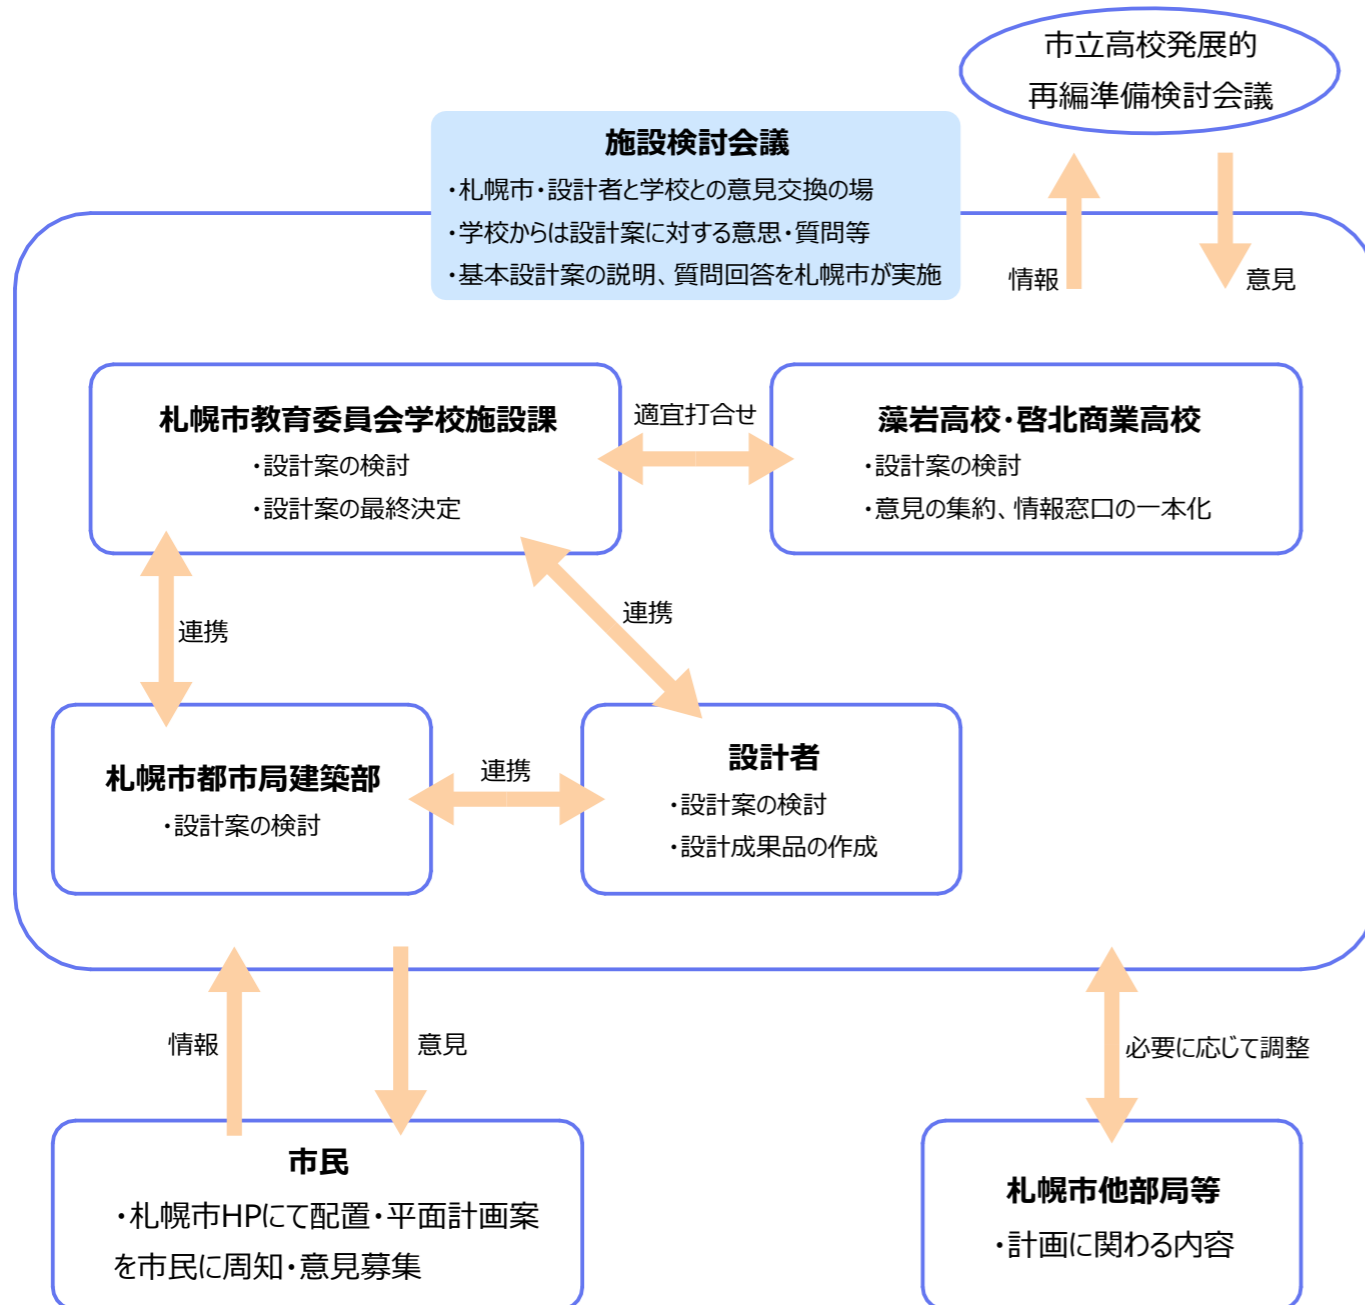 市立高校発展的
再編準備検討会議
施設検討会議
・札幌市・設計者と学校との意見交換の場
・学校からは設計案に対する意思・質問等
・基本設計案の説明、質問回答を札幌市が実施
情報
意見
札幌市教育委員会学校施設課
・設計案の検討
・設計案の最終決定
適宜打合せ
藻岩高校・啓北商業高校
・設計案の検討
・意見の集約、情報窓口の一本化
連携
連携
札幌市都市局建築部
・設計案の検討
連携
設計者
・設計案の検討
・設計成果品の作成
情報
意見
必要に応じて調整
市民
・札幌市HPにて配置・平面計画案
を市民に周知・意見募集
札幌市他部局等
・計画に関わる内容